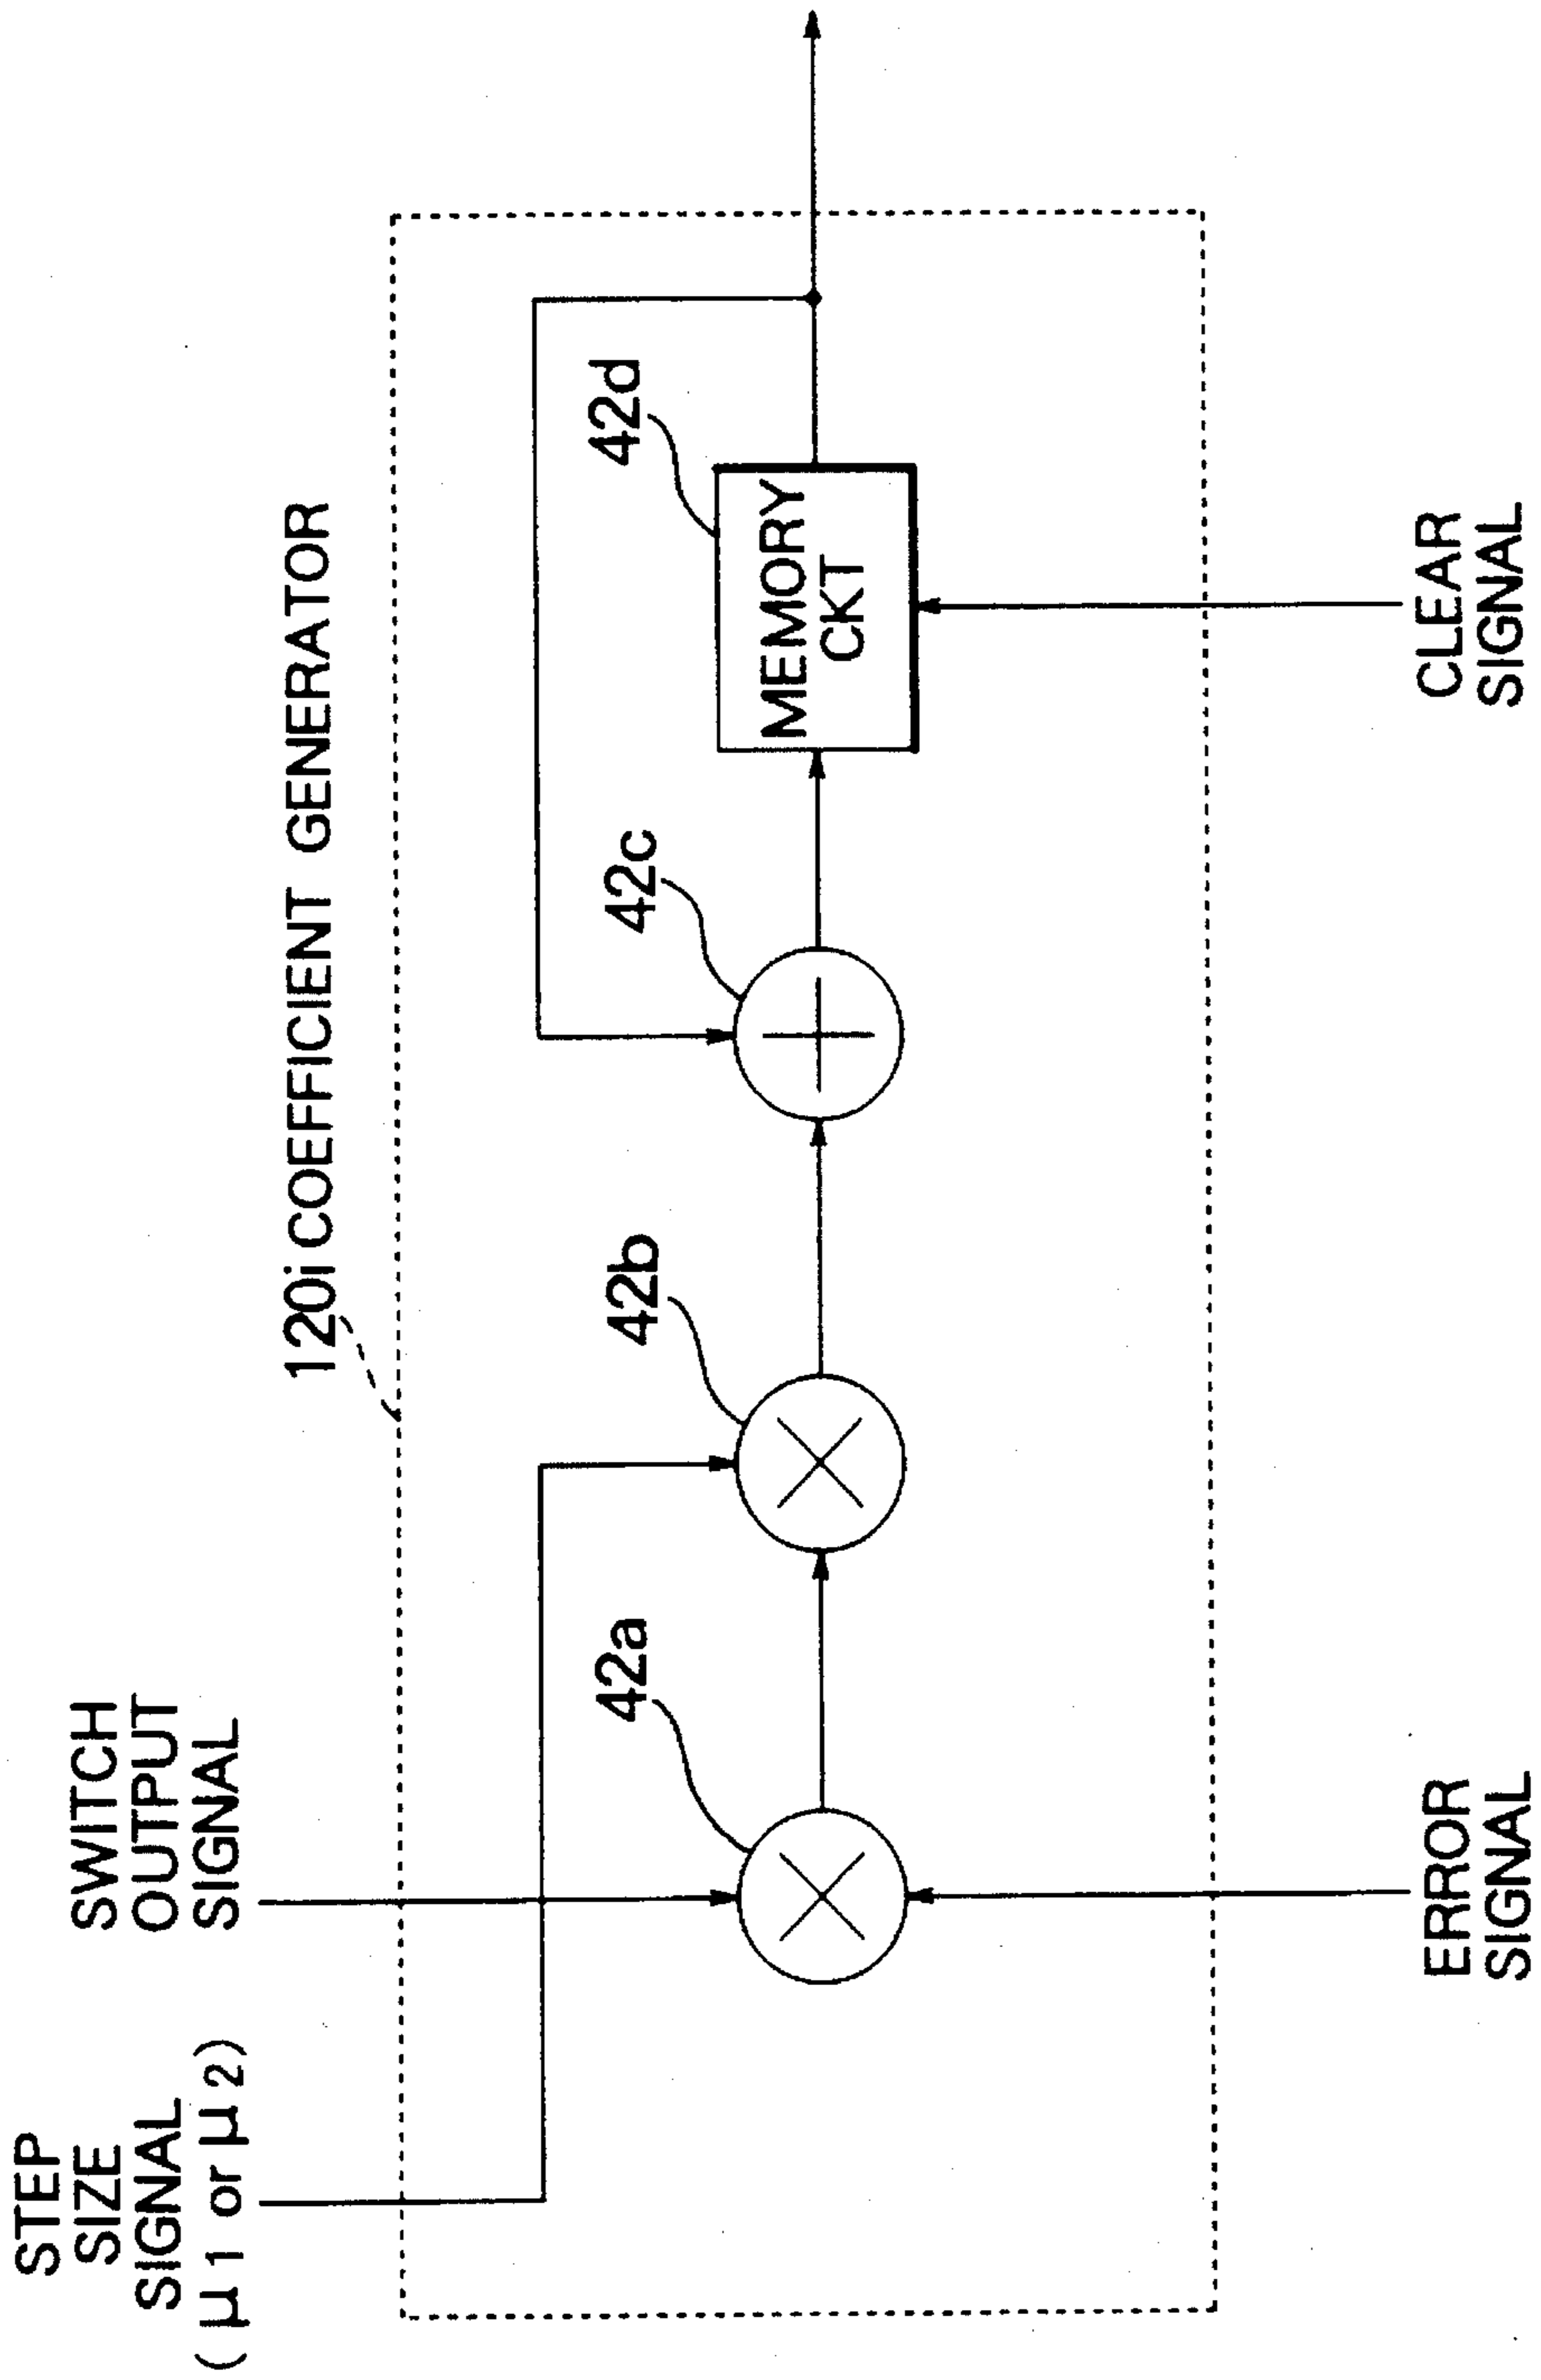 STEP
SIZE
SIGNAL
(μ1 or μ2)
SWITCH
OUTPUT
SIGNAL
120i COEFFICIENT GENERATOR
42a
42b
42c
42d
MEMORY
CKT
ERROR
SIGNAL
CLEAR
SIGNAL